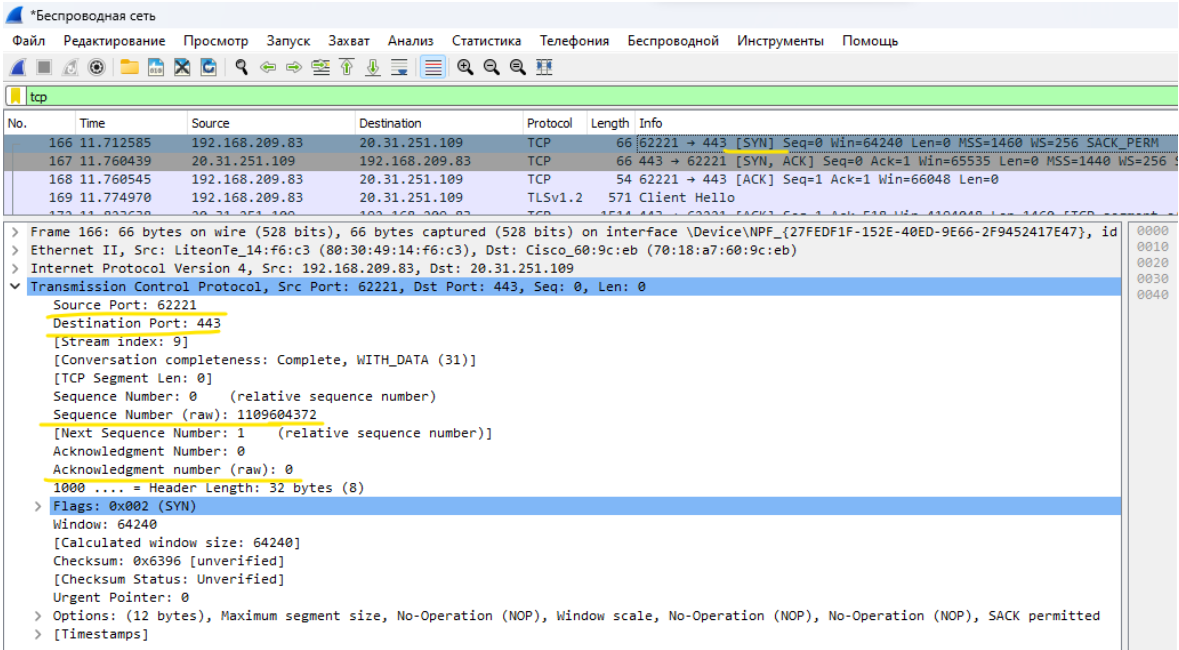 *Беспроводная сеть
Файл Редактирование Просмотр Запуск Захват Анализ Статистика Телефония Беспроводной Инструменты Помощь
tcp
No. Time Source Destination Protocol Length Info
166 11.712585 192.168.209.83 20.31.251.109 TCP 66 62221 → 443 [SYN] Seq=0 Win=64240 Len=0 MSS=1460 WS=256 SACK_PERM
167 11.760439 20.31.251.109 192.168.209.83 TCP 66 443 → 62221 [SYN, ACK] Seq=0 Ack=1 Win=65535 Len=0 MSS=1440 WS=256
168 11.760545 192.168.209.83 20.31.251.109 TCP 54 62221 → 443 [ACK] Seq=1 Ack=1 Win=66048 Len=0
169 11.774970 192.168.209.83 20.31.251.109 TLSv1.2 571 Client Hello
Frame 166: 66 bytes on wire (528 bits), 66 bytes captured (528 bits) on interface \Device\NPF_{27FEDF1F-152E-40ED-9E66-2F9452417E47}, id
Ethernet II, Src: LiteonTe_14:f6:c3 (80:30:49:14:f6:c3), Dst: Cisco_60:9c:eb (70:18:a7:60:9c:eb)
Internet Protocol Version 4, Src: 192.168.209.83, Dst: 20.31.251.109
Transmission Control Protocol, Src Port: 62221, Dst Port: 443, Seq: 0, Len: 0
Source Port: 62221
Destination Port: 443
[Stream index: 9]
[Conversation completeness: Complete, WITH_DATA (31)]
[TCP Segment Len: 0]
Sequence Number: 0 (relative sequence number)
Sequence Number (raw): 1109604372
[Next Sequence Number: 1 (relative sequence number)]
Acknowledgment Number: 0
Acknowledgment number (raw): 0
1000 .... = Header Length: 32 bytes (8)
Flags: 0x002 (SYN)
Window: 64240
[Calculated window size: 64240]
Checksum: 0x6396 [unverified]
[Checksum Status: Unverified]
Urgent Pointer: 0
Options: (12 bytes), Maximum segment size, No-Operation (NOP), Window scale, No-Operation (NOP), No-Operation (NOP), SACK permitted
[Timestamps]
0000
0010
0020
0030
0040